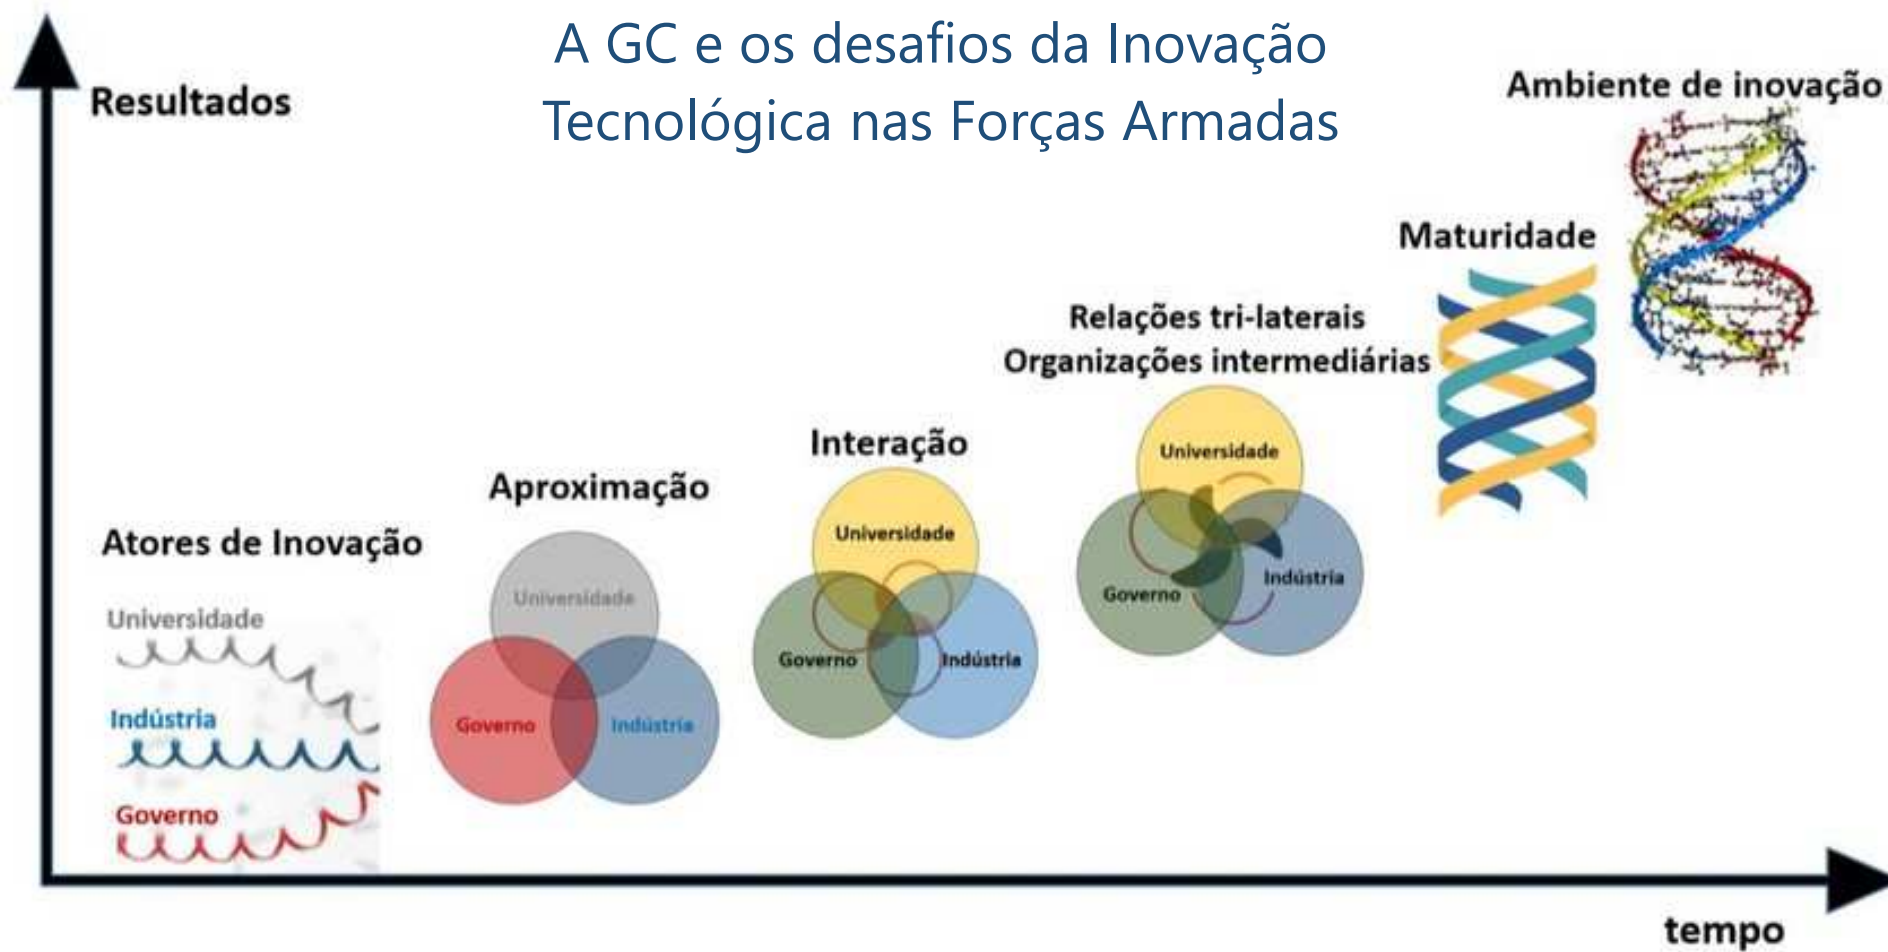 A GC e os desafios da Inovação
Tecnológica nas Forças Armadas
Resultados
Ambiente de inovação
Maturidade
Relações tri-laterais
Organizações intermediárias
Universidade
Governo
Indústria
Interação
Universidade
Governo
Indústria
Aproximação
Universidade
Governo
Indústria
Atores de Inovação
Universidade
Indústria
Governo
tempo